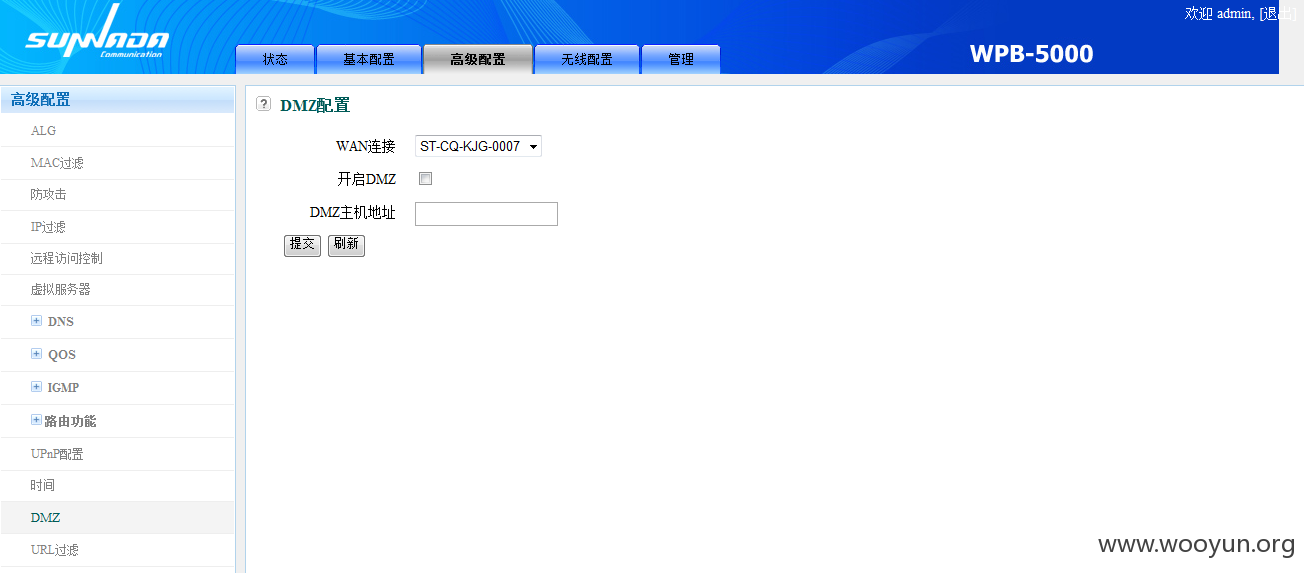 欢迎 admin, [退出]
SUNNADA
Communication
状态 基本配置 高级配置 无线配置 管理
WPB-5000
高级配置
ALG
MAC过滤
防攻击
IP过滤
远程访问控制
虚拟服务器
DNS
QOS
IGMP
路由功能
UPnP配置
时间
DMZ
URL过滤
? DMZ配置
WAN连接 ST-CQ-KJG-0007
开启DMZ
DMZ主机地址
提交 刷新
www.wooyun.org